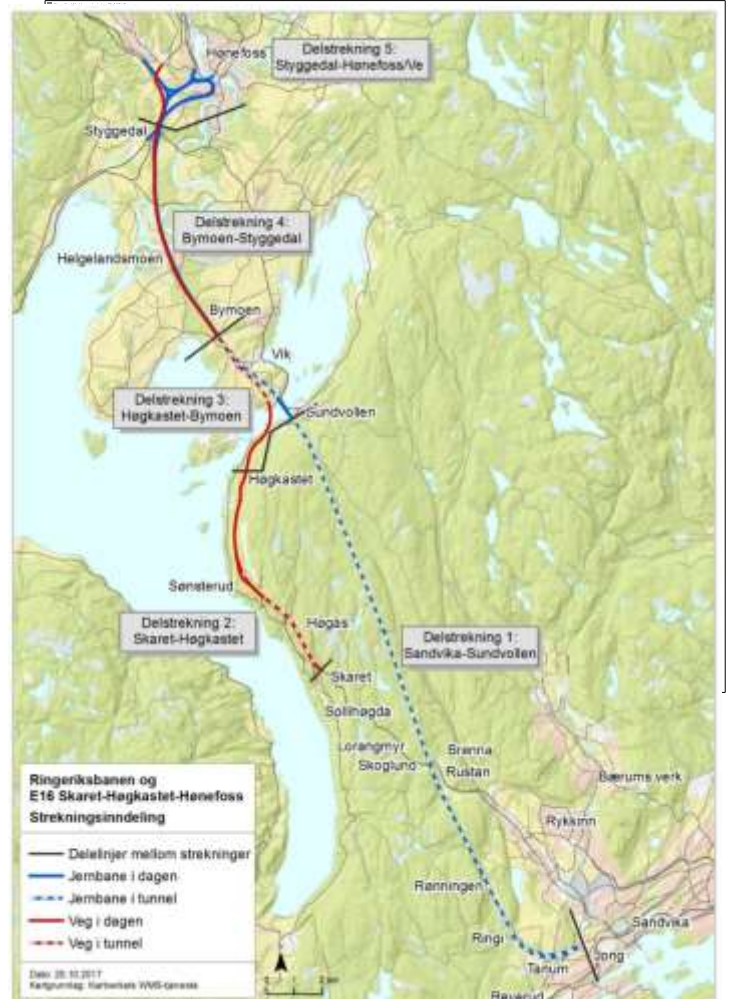 Hønefoss
Delstrekning 5:
Styggedal-Hønefoss/Ve
Styggedal
Delstrekning 4:
Bymoen-Styggedal
Helgelandsmoen
Bymoen
Vik
Delstrekning 3:
Høgkastet-Bymoen
Sundvollen
Høgkastet
Sønsterud
Delstrekning 2:
Skaret-Høgkastet
Høgås
Delstrekning 1:
Sandvika-Sundvollen
Skaret
Sollihøgda
Lorangmyr
Skoglund
Brenna
Rustan
Bærums verk
Rykkinn
Ringeriksbanen og
E16 Skaret-Høgkastet-Hønefoss
Strekningsinndeling
Delelinjer mellom strekninger
Jernbane i dagen
Jernbane i tunnel
Veg i dagen
Veg i tunnel
Rønningen
Ringi
Sandvika
Jong
Tanum
Dato: 20.10.2017
Kartgrunnlag: Kartverkets WMS-tjeneste